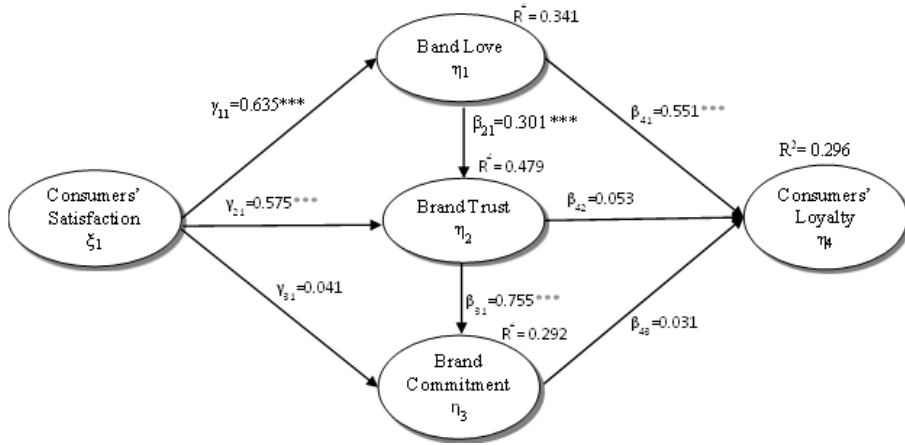 R² = 0.341
Band Love
η1
γ11=0.635***
β41=0.551***
β21=0.301***
R²= 0.296
R² = 0.479
Consumers'
Satisfaction
ξ1
γ21=0.575***
Brand Trust
η2
β42=0.053
Consumers'
Loyalty
η4
γ31=0.041
β31=0.755***
R² =0.292
β43=0.031
Brand
Commitment
η3